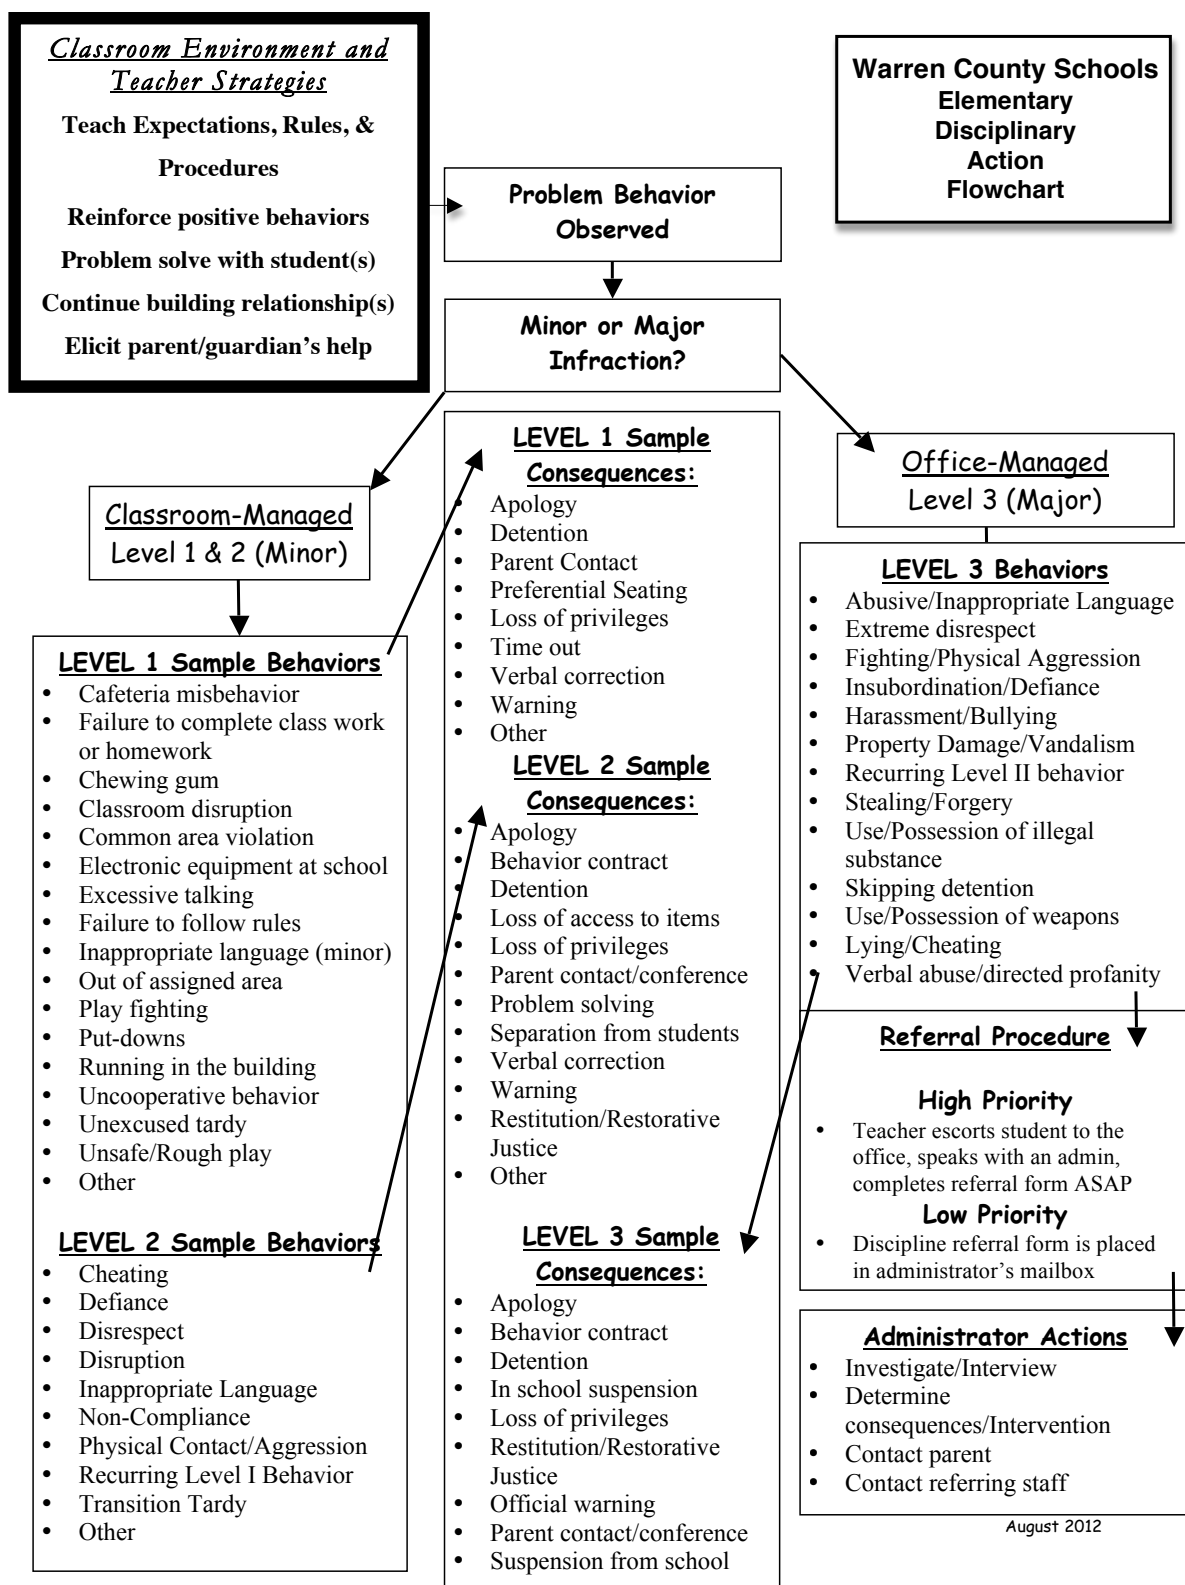 Classroom Environment and
Teacher Strategies
Teach Expectations, Rules, &
Procedures
Reinforce positive behaviors
Problem solve with student(s)
Continue building relationship(s)
Elicit parent/guardian's help
Warren County Schools
Elementary
Disciplinary
Action
Flowchart
Problem Behavior
Observed
Minor or Major
Infraction?
Classroom-Managed
Level 1 & 2 (Minor)
LEVEL 1 Sample Behaviors
• Cafeteria misbehavior
• Failure to complete class work
or homework
• Chewing gum
• Classroom disruption
• Common area violation
• Electronic equipment at school
• Excessive talking
• Failure to follow rules
• Inappropriate language (minor)
• Out of assigned area
• Play fighting
• Put-downs
• Running in the building
• Uncooperative behavior
• Unexcused tardy
• Unsafe/Rough play
• Other
LEVEL 2 Sample Behaviors
• Cheating
• Defiance
• Disrespect
• Disruption
• Inappropriate Language
• Non-Compliance
• Physical Contact/Aggression
• Recurring Level I Behavior
• Transition Tardy
• Other
LEVEL 1 Sample
Consequences:
• Apology
• Detention
• Parent Contact
• Preferential Seating
• Loss of privileges
• Time out
• Verbal correction
• Warning
• Other
LEVEL 2 Sample
Consequences:
• Apology
• Behavior contract
• Detention
• Loss of access to items
• Loss of privileges
• Parent contact/conference
• Problem solving
• Separation from students
• Verbal correction
• Warning
• Restitution/Restorative
Justice
• Other
LEVEL 3 Sample
Consequences:
• Apology
• Behavior contract
• Detention
• In school suspension
• Loss of privileges
• Restitution/Restorative
Justice
• Official warning
• Parent contact/conference
• Suspension from school
Office-Managed
Level 3 (Major)
LEVEL 3 Behaviors
• Abusive/Inappropriate Language
• Extreme disrespect
• Fighting/Physical Aggression
• Insubordination/Defiance
• Harassment/Bullying
• Property Damage/Vandalism
• Recurring Level II behavior
• Stealing/Forgery
• Use/Possession of illegal
substance
• Skipping detention
• Use/Possession of weapons
• Lying/Cheating
• Verbal abuse/directed profanity
Referral Procedure
High Priority
• Teacher escorts student to the
office, speaks with an admin,
completes referral form ASAP
Low Priority
• Discipline referral form is placed
in administrator's mailbox
Administrator Actions
• Investigate/Interview
• Determine
consequences/Intervention
• Contact parent
• Contact referring staff
August 2012